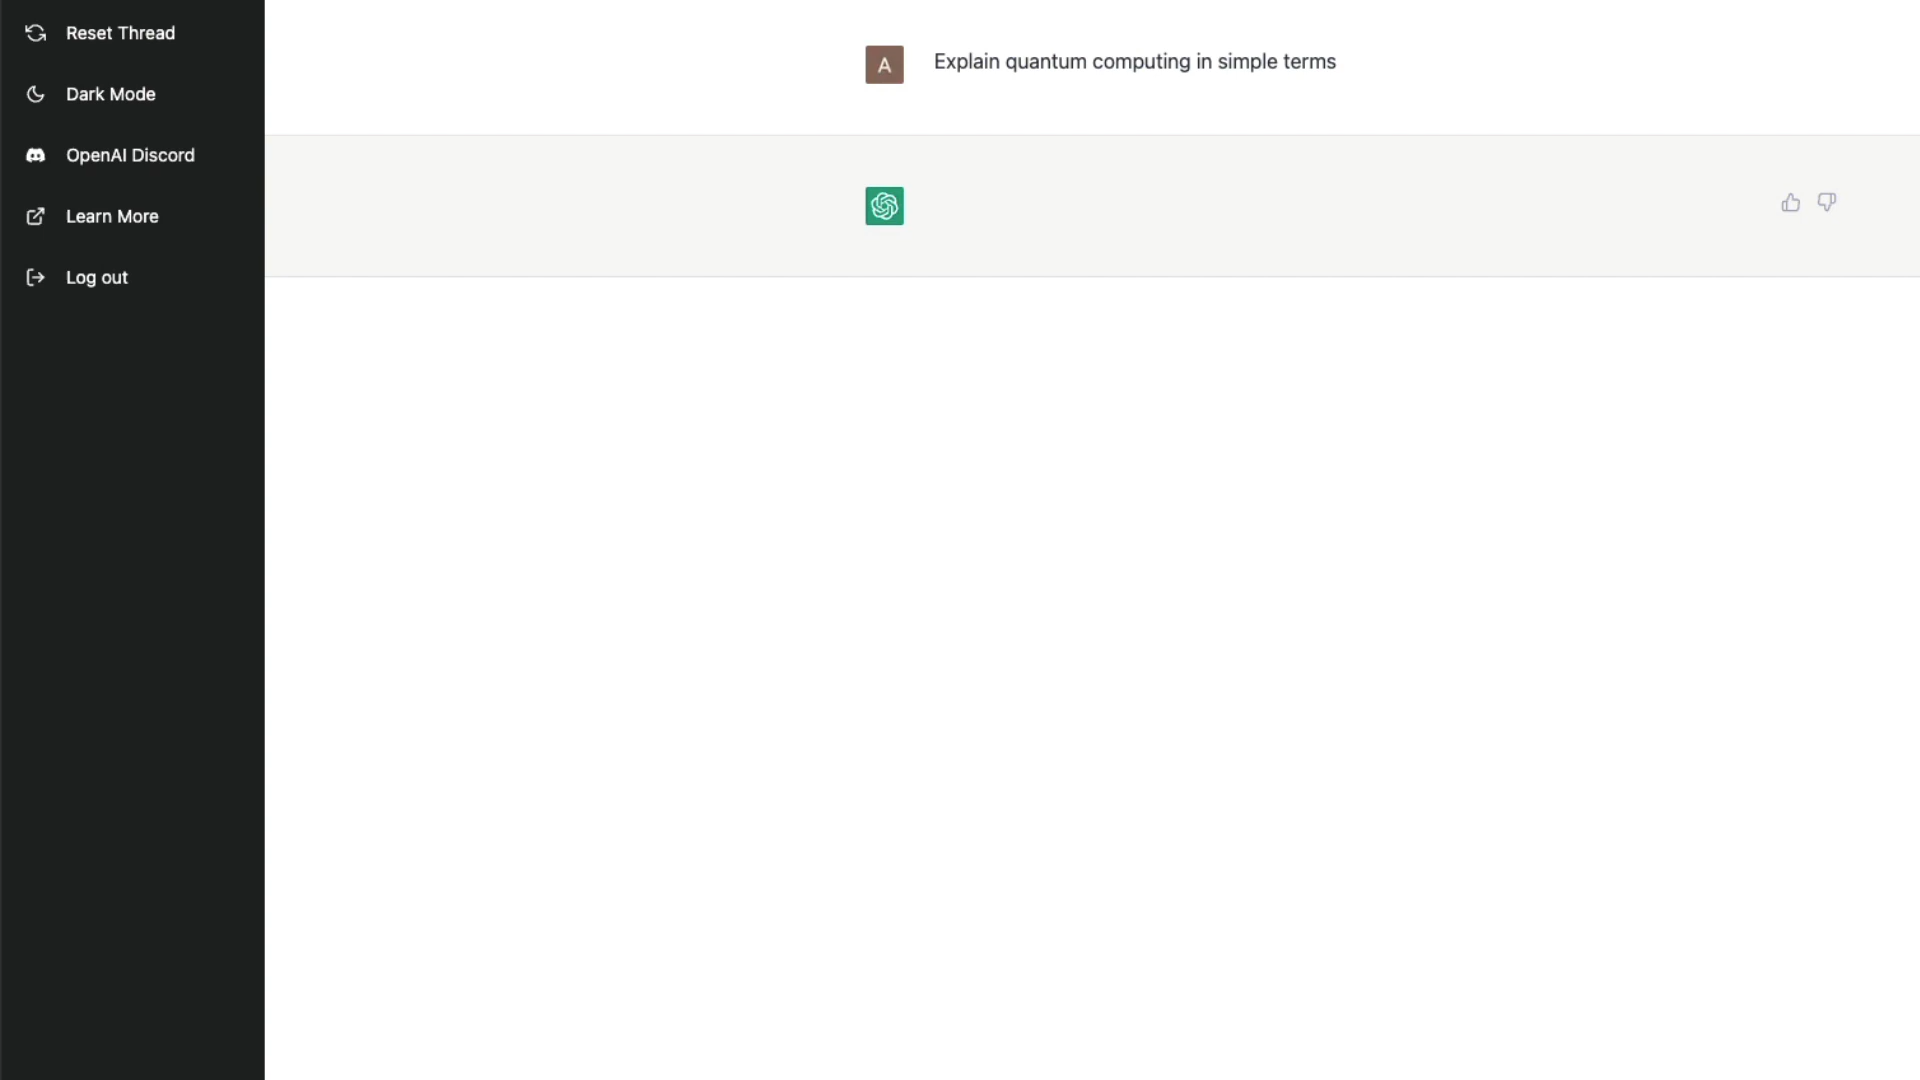 Reset Thread
Dark Mode
OpenAI Discord
Learn More
Log out
A
Explain quantum computing in simple terms